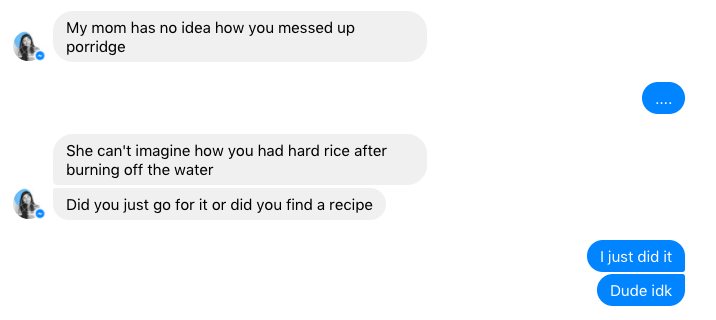 My mom has no idea how you messed up
porridge
....
She can't imagine how you had hard rice after
burning off the water
Did you just go for it or did you find a recipe
I just did it
Dude idk